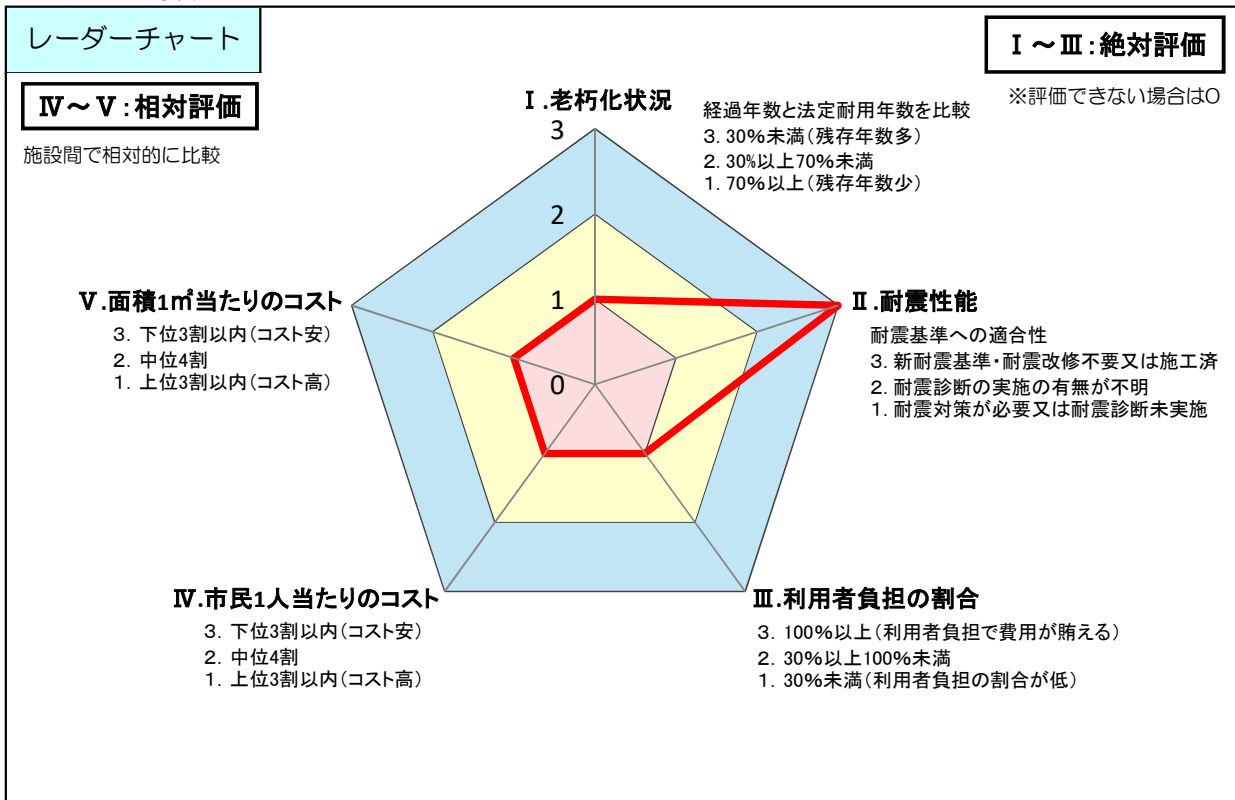 レーダーチャート
Ⅰ～Ⅲ：絶対評価
※評価できない場合は0
Ⅳ～Ⅴ：相対評価
施設間で相対的に比較
Ⅰ.老朽化状況
経過年数と法定耐用年数を比較
3. 30%未満（残存年数多）
2. 30%以上70%未満
1. 70%以上（残存年数少）
3
2
1
0
Ⅱ.耐震性能
耐震基準への適合性
3. 新耐震基準・耐震改修不要又は施工済
2. 耐震診断の実施の有無が不明
1. 耐震対策が必要又は耐震診断未実施
Ⅴ.面積1㎡当たりのコスト
3. 下位3割以内（コスト安）
2. 中位4割
1. 上位3割以内（コスト高）
Ⅳ.市民1人当たりのコスト
3. 下位3割以内（コスト安）
2. 中位4割
1. 上位3割以内（コスト高）
Ⅲ.利用者負担の割合
3. 100%以上（利用者負担で費用が賄える）
2. 30%以上100%未満
1. 30%未満（利用者負担の割合が低）